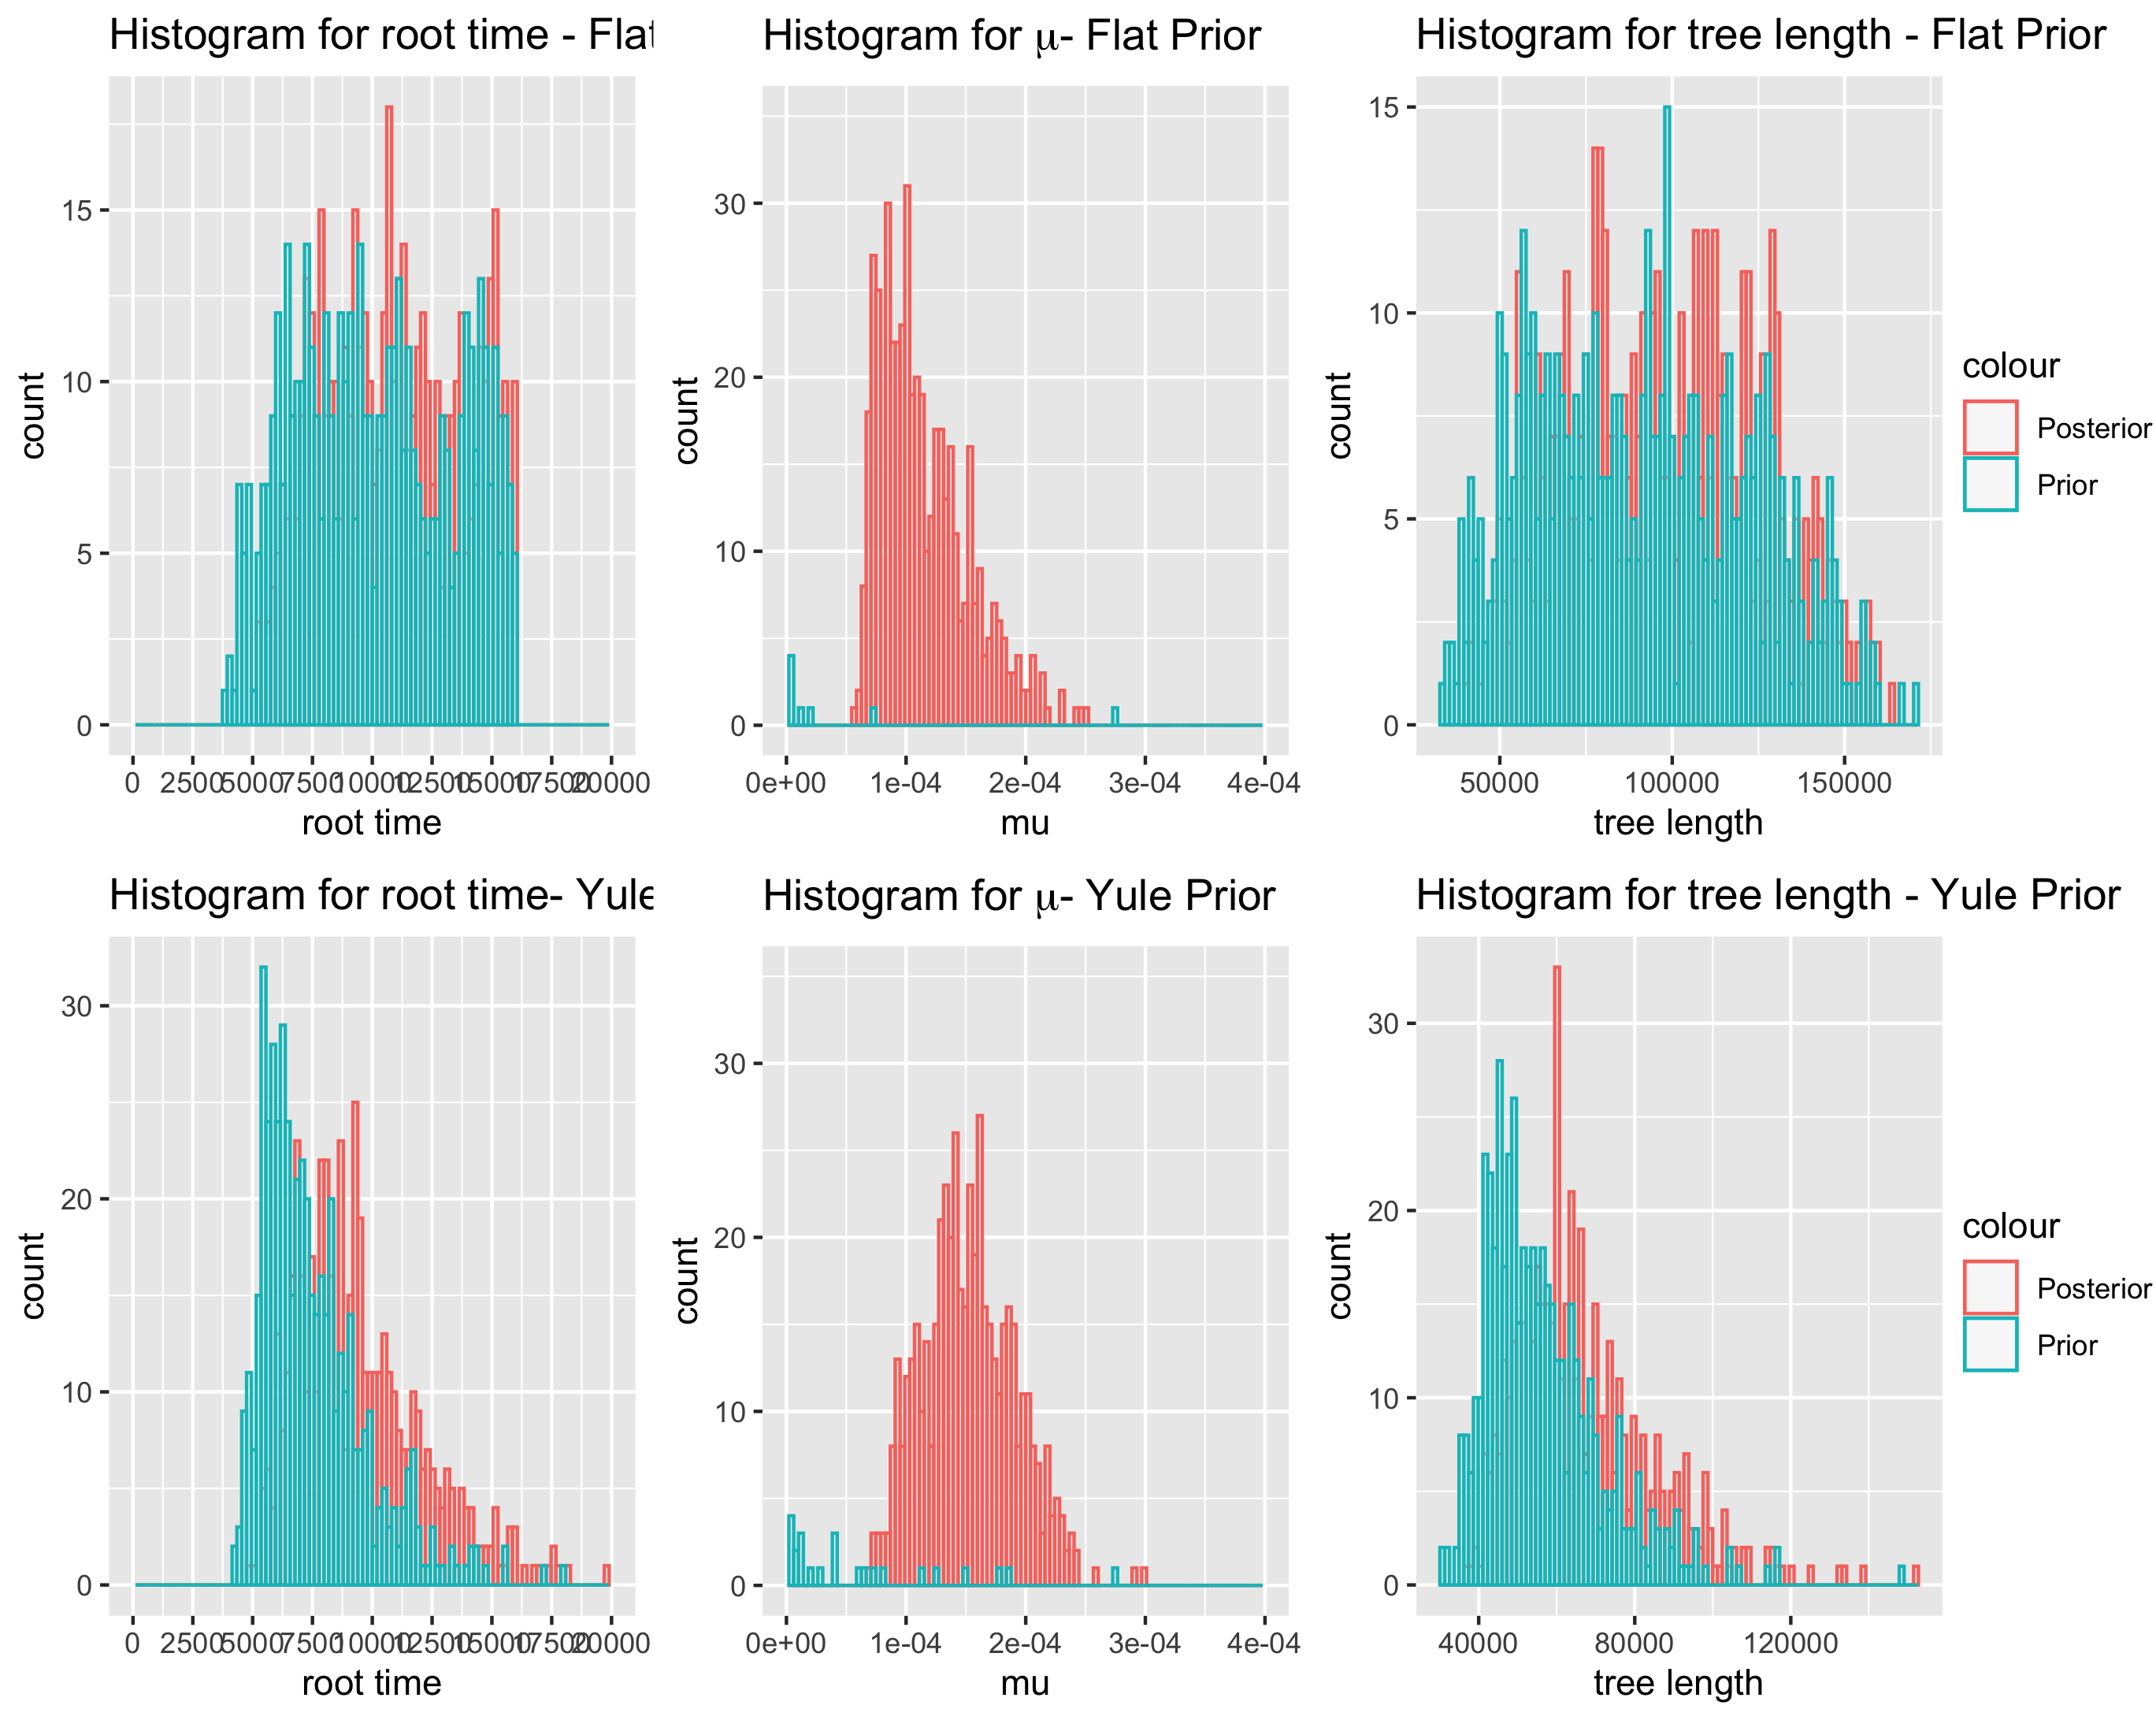 Histogram for root time - Flat
15
10
5
0
count
0 2500 5000 7500 10000 12500 15000 17500 20000
root time
Histogram for μ- Flat Prior
30
20
10
0
count
0e+00 1e-04 2e-04 3e-04 4e-04
mu
Histogram for tree length - Flat Prior
15
10
5
0
count
50000 100000 150000
tree length
colour
Posterior
Prior
Histogram for root time- Yule
30
20
10
0
count
0 2500 5000 7500 10000 12500 15000 17500 20000
root time
Histogram for μ- Yule Prior
30
20
10
0
count
0e+00 1e-04 2e-04 3e-04 4e-04
mu
Histogram for tree length - Yule Prior
30
20
10
0
count
40000 80000 120000
tree length
colour
Posterior
Prior